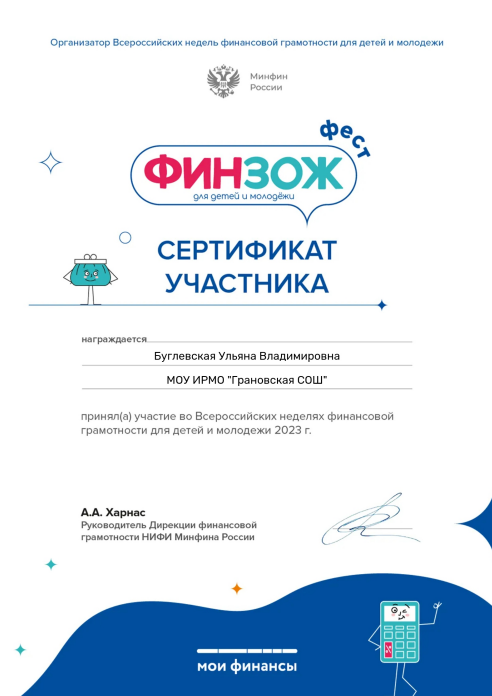 Организатор Всероссийских недель финансовой грамотности для детей и молодежи
Минфин
России
фест
ФИНЗОЖ
для детей и молодёжи
СЕРТИФИКАТ
УЧАСТНИКА
награждается
Буглевская Ульяна Владимировна
МОУ ИРМО "Грановская СОШ"
принял(а) участие во Всероссийских неделях финансовой
грамотности для детей и молодежи 2023 г.
А.А. Харнас
Руководитель Дирекции финансовой
грамотности НИФИ Минфина России
мои финансы